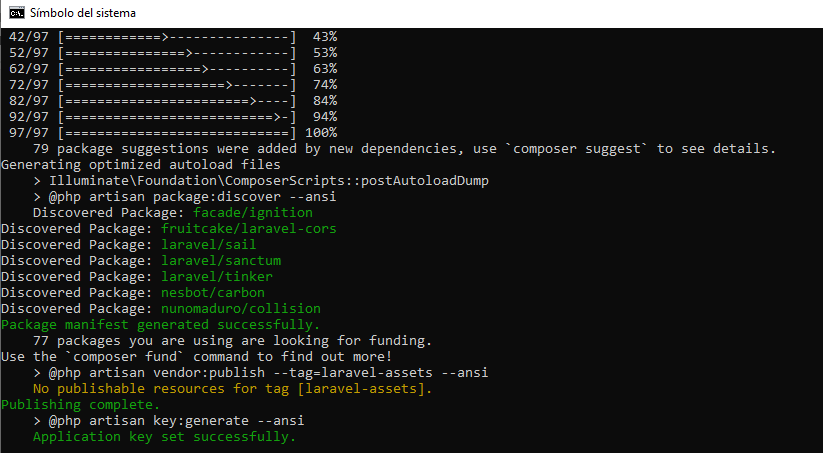 Símbolo del sistema
42/97 [============>---------------]  43%
52/97 [===============>------------]  53%
62/97 [=================>----------]  63%
72/97 [====================>-------]  74%
82/97 [=======================>----]  84%
92/97 [==========================>-]  94%
97/97 [============================] 100%
79 package suggestions were added by new dependencies, use `composer suggest` to see details.
Generating optimized autoload files
> Illuminate\Foundation\ComposerScripts::postAutoloadDump
> @php artisan package:discover --ansi
Discovered Package: facade/ignition
Discovered Package: fruitcake/laravel-cors
Discovered Package: laravel/sail
Discovered Package: laravel/sanctum
Discovered Package: laravel/tinker
Discovered Package: nesbot/carbon
Discovered Package: nunomaduro/collision
Package manifest generated successfully.
77 packages you are using are looking for funding.
Use the `composer fund` command to find out more!
> @php artisan vendor:publish --tag=laravel-assets --ansi
No publishable resources for tag [laravel-assets].
Publishing complete.
> @php artisan key:generate --ansi
Application key set successfully.